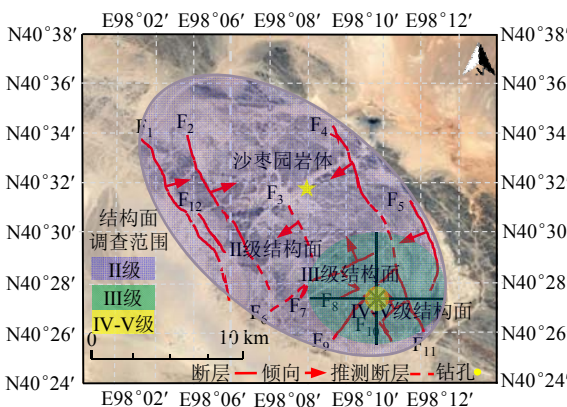 E98°02′ E98°06′ E98°10′ E98°12′
N40°38′ N40°38′
N
N40°36′ N40°36′
N40°34′ F1 F2 F4 N40°34′
沙枣园岩体
N40°32′ F12 F3 F5 N40°32′
结构面
调查范围
N40°30′ II级结构面 N40°30′
II级 III级结构面
N40°28′ N40°28′
III级 F6 F7 F8 IV-V级结构面
IV-V级 F10
N40°26′ F9 F11 N40°26′
0 10 km
断层 倾向 推测断层 钻孔
N40°24′ N40°24′
E98°02′ E98°06′ E98°08′ E98°12′